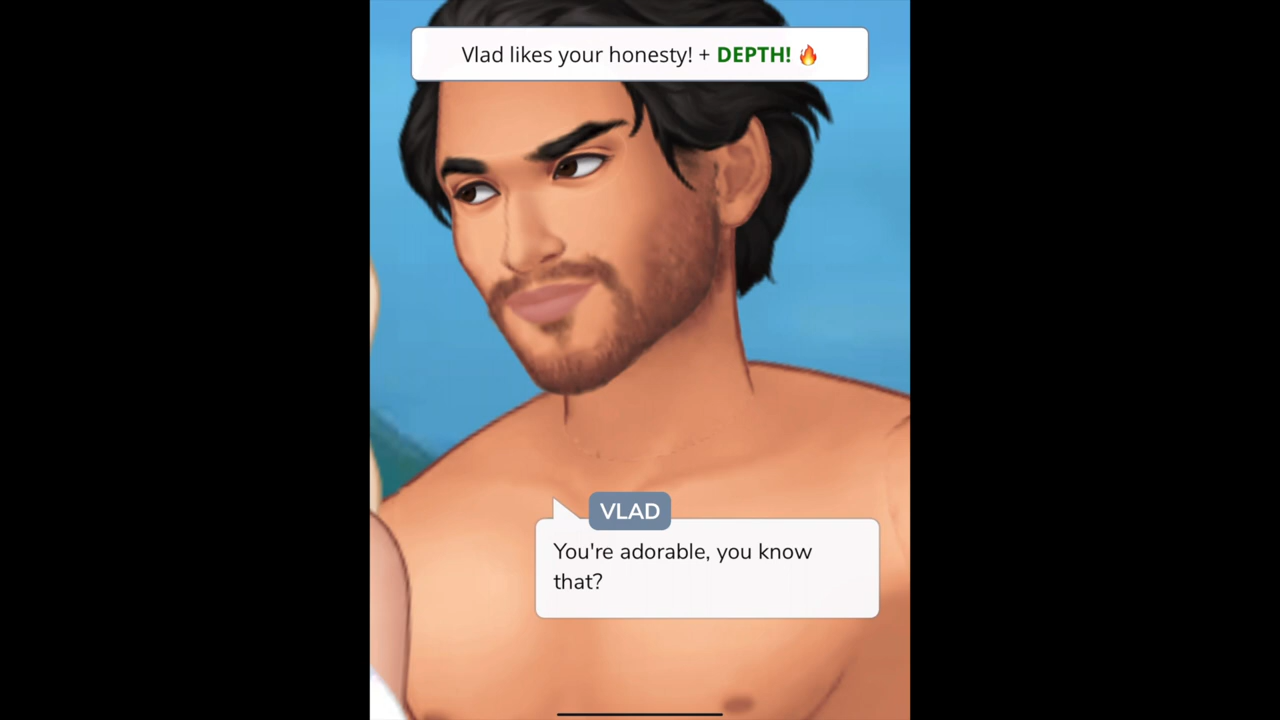 Vlad likes your honesty! + DEPTH! 🔥
VLAD
You're adorable, you know
that?